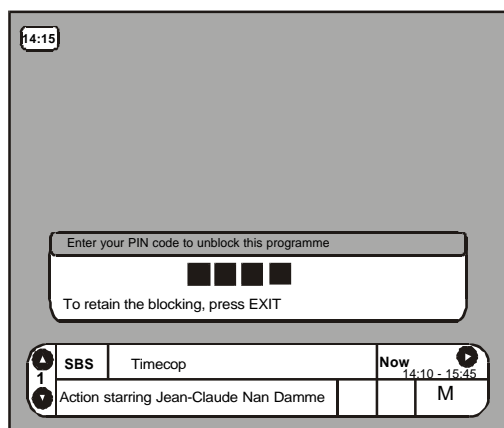 14:15
Enter your PIN code to unblock this programme
To retain the blocking, press EXIT
SBS Timecop Now
14:10 - 15:45
1
Action starring Jean-Claude Nan Damme M